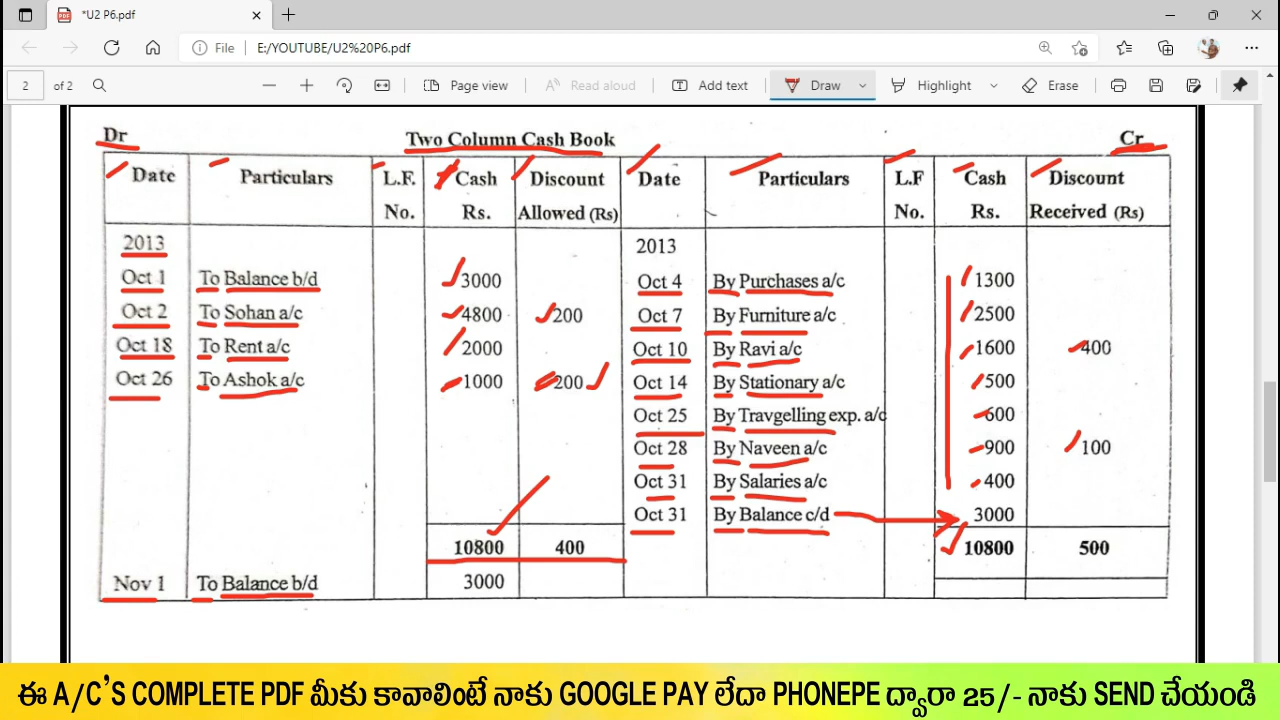 *U2 P6.pdf
File E:/YOUTUBE/U2%20P6.pdf
2 of 2 Page view Read aloud Add text Draw Highlight Erase
Dr Two Column Cash Book Cr
Date Particulars L.F. No. Cash Rs. Discount Allowed (Rs) Date Particulars L.F No. Cash Rs. Discount Received (Rs)
2013 2013
Oct 1 To Balance b/d 3000 Oct 4 By Purchases a/c 1300
Oct 2 To Sohan a/c 4800 200 Oct 7 By Furniture a/c 2500
Oct 18 To Rent a/c 2000 Oct 10 By Ravi a/c 1600 400
Oct 26 To Ashok a/c 1000 200 Oct 14 By Stationary a/c 500
Oct 25 By Travgelling exp. a/c 600
Oct 28 By Naveen a/c 900 100
Oct 31 By Salaries a/c 400
Oct 31 By Balance c/d 3000
10800 400 10800 500
Nov 1 To Balance b/d 3000
ఈ A/C'S COMPLETE PDF మీకు కావాలింటే నాకు GOOGLE PAY లేదా PHONEPE ద్వారా 25/- నాకు SEND చేయండి